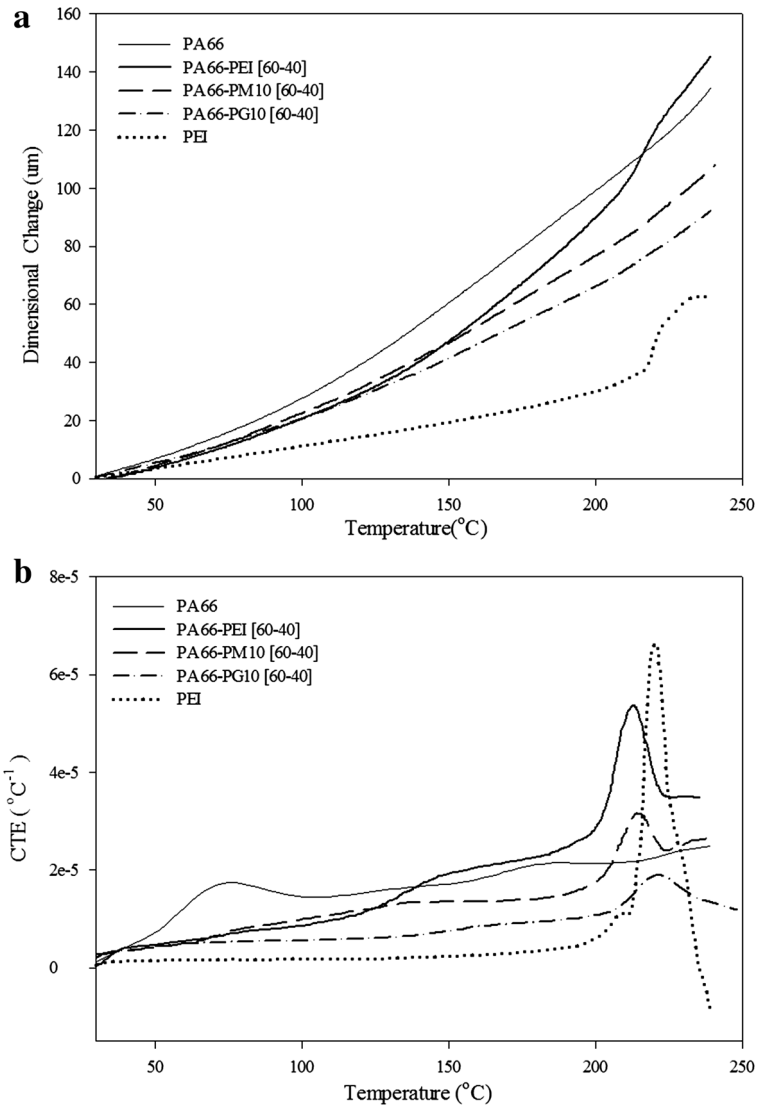 a
160
140
120
100
80
60
40
20
0
Dimensional Change (um)
PA66
PA66-PEI [60-40]
PA66-PM10 [60-40]
PA66-PG10 [60-40]
PEI
50 100 150 200 250
Temperature(°C)
b
8e-5
6e-5
4e-5
2e-5
0
CTE ( °C⁻¹ )
PA66
PA66-PEI [60-40]
PA66-PM10 [60-40]
PA66-PG10 [60-40]
PEI
50 100 150 200 250
Temperature (°C)